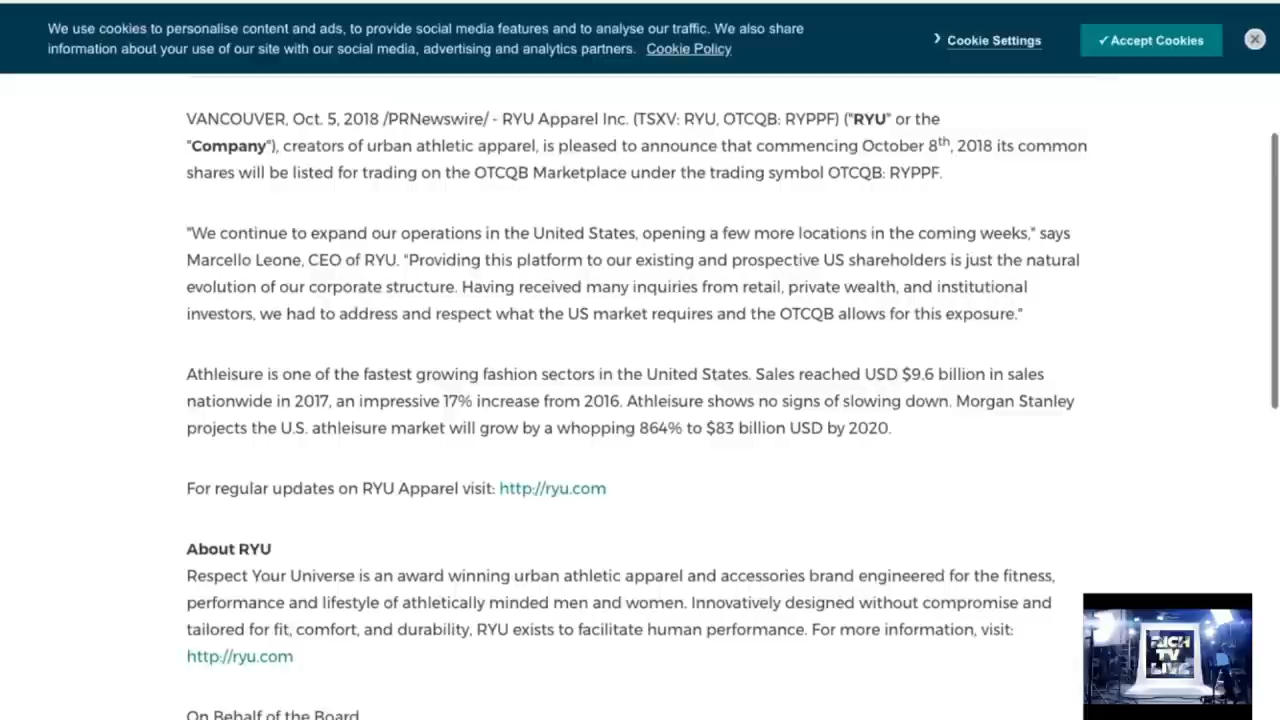 We use cookies to personalise content and ads, to provide social media features and to analyse our traffic. We also share
information about your use of our site with our social media, advertising and analytics partners. Cookie Policy
Cookie Settings
✓Accept Cookies
VANCOUVER, Oct. 5, 2018 /PRNewswire/ - RYU Apparel Inc. (TSXV: RYU, OTCQB: RYPPF) ("RYU" or the
"Company"), creators of urban athletic apparel, is pleased to announce that commencing October 8th, 2018 its common
shares will be listed for trading on the OTCQB Marketplace under the trading symbol OTCQB: RYPPF.
"We continue to expand our operations in the United States, opening a few more locations in the coming weeks," says
Marcello Leone, CEO of RYU. "Providing this platform to our existing and prospective US shareholders is just the natural
evolution of our corporate structure. Having received many inquiries from retail, private wealth, and institutional
investors, we had to address and respect what the US market requires and the OTCQB allows for this exposure."
Athleisure is one of the fastest growing fashion sectors in the United States. Sales reached USD $9.6 billion in sales
nationwide in 2017, an impressive 17% increase from 2016. Athleisure shows no signs of slowing down. Morgan Stanley
projects the U.S. athleisure market will grow by a whopping 864% to $83 billion USD by 2020.
For regular updates on RYU Apparel visit: http://ryu.com
About RYU
Respect Your Universe is an award winning urban athletic apparel and accessories brand engineered for the fitness,
performance and lifestyle of athletically minded men and women. Innovatively designed without compromise and
tailored for fit, comfort, and durability, RYU exists to facilitate human performance. For more information, visit:
http://ryu.com
On Behalf of the Board
RICH
TV
LIVE